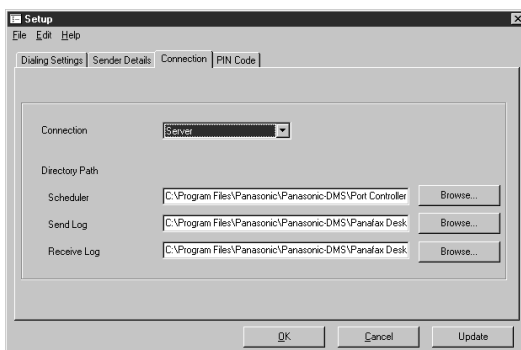 Setup
File Edit Help
Dialing Settings Sender Details Connection PIN Code
Connection Server
Directory Path
Scheduler C:\Program Files\Panasonic\Panasonic-DMS\Port Controller Browse...
Send Log C:\Program Files\Panasonic\Panasonic-DMS\Panafax Desk Browse...
Receive Log C:\Program Files\Panasonic\Panasonic-DMS\Panafax Desk Browse...
OK Cancel Update